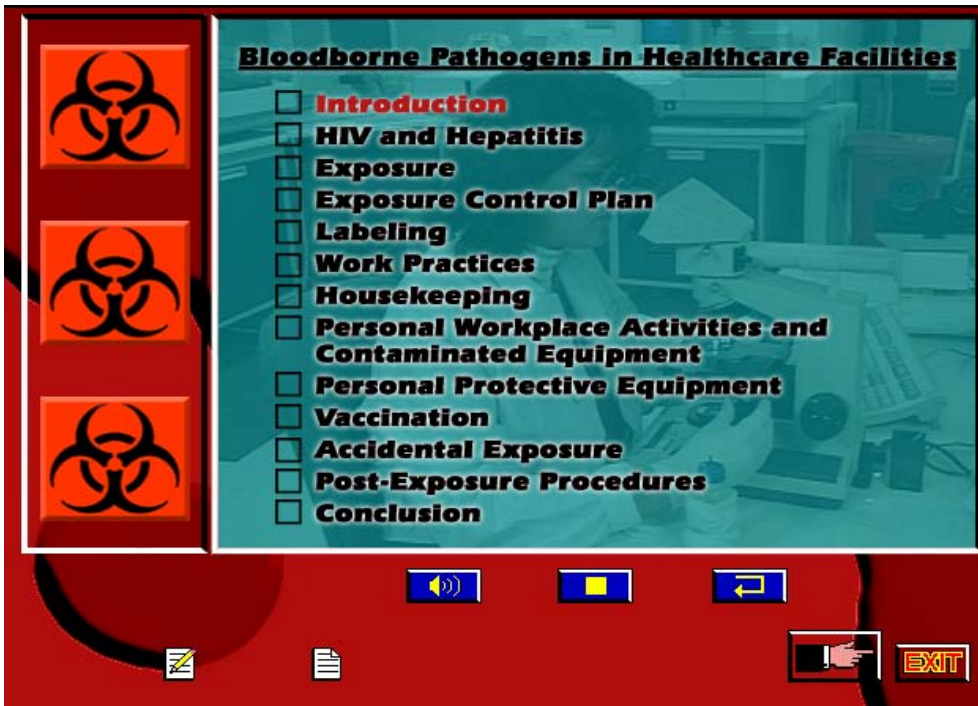 Bloodborne Pathogens in Healthcare Facilities
Introduction
HIV and Hepatitis
Exposure
Exposure Control Plan
Labeling
Work Practices
Housekeeping
Personal Workplace Activities and
Contaminated Equipment
Personal Protective Equipment
Vaccination
Accidental Exposure
Post-Exposure Procedures
Conclusion
EXIT